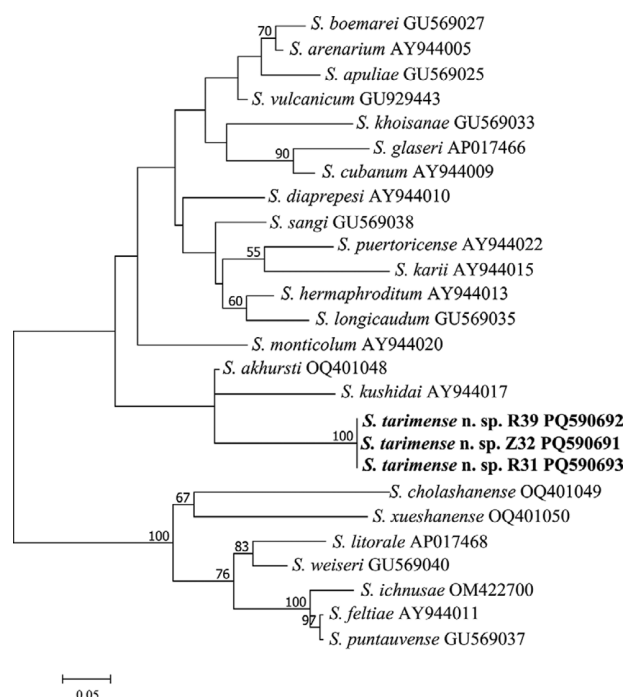 70
S. boemarei GU569027
S. arenarium AY944005
S. apuliae GU569025
S. vulcanicum GU929443
S. khoisanae GU569033
90
S. glaseri AP017466
S. cubanum AY944009
S. diaprepesi AY944010
S. sangi GU569038
55
S. puertoricense AY944022
S. karii AY944015
60
S. hermaphroditum AY944013
S. longicaudum GU569035
S. monticolum AY944020
S. akhursti OQ401048
S. kushidai AY944017
100
S. tarimense n. sp. R39 PQ590692
S. tarimense n. sp. Z32 PQ590691
S. tarimense n. sp. R31 PQ590693
100
67
S. cholashanense OQ401049
S. xueshanense OQ401050
76
83
S. litorale AP017468
S. weiseri GU569040
100
S. ichnusae OM422700
97
S. feltiae AY944011
S. puntauvense GU569037
0.05